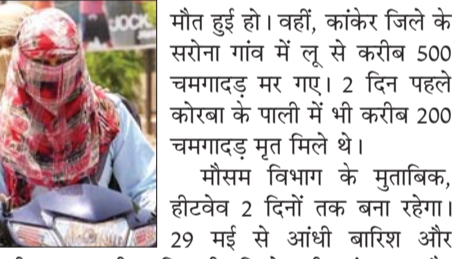 JOCK
मौत हुई हो। वहीं, कांकेर जिले के
सरोना गांव में लू से करीब 500
चमगादड़ मर गए। 2 दिन पहले
कोरबा के पाली में भी करीब 200
चमगादड़ मृत मिले थे।
मौसम विभाग के मुताबिक,
हीटवेव 2 दिनों तक बना रहेगा।
29 मई से आंधी बारिश और